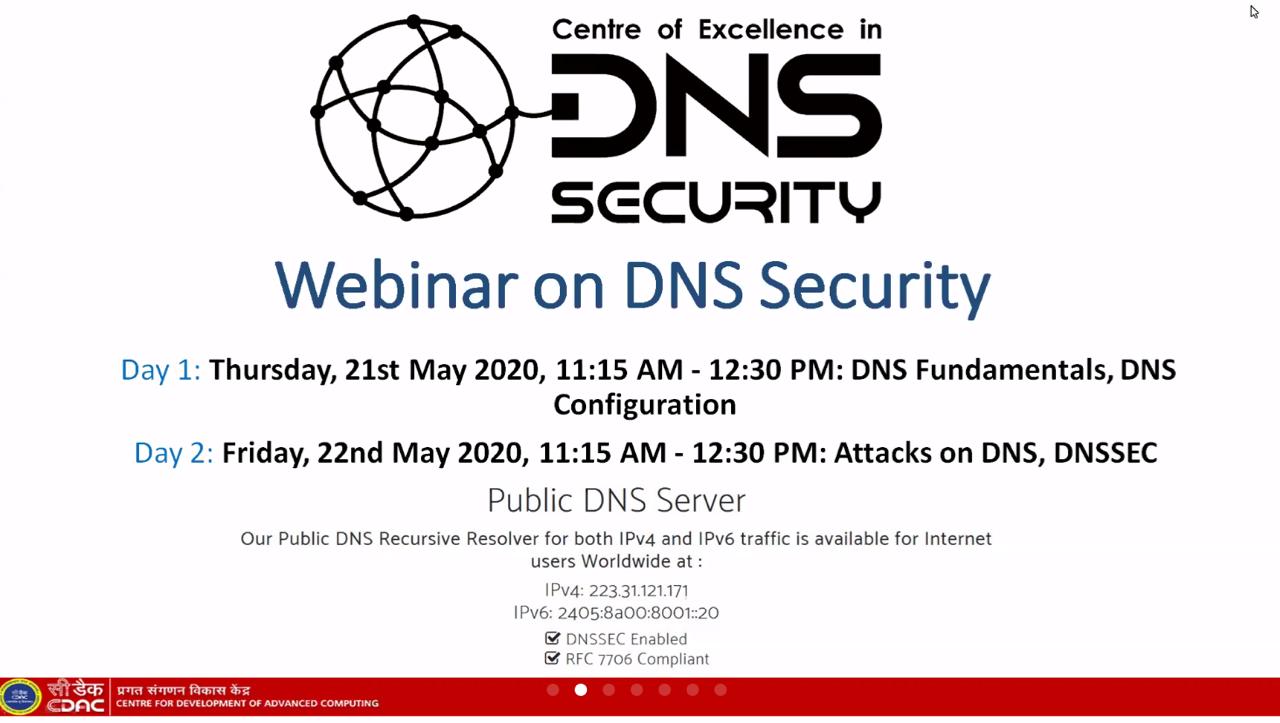 Centre of Excellence in
DNS
SECURITY
Webinar on DNS Security
Day 1: Thursday, 21st May 2020, 11:15 AM - 12:30 PM: DNS Fundamentals, DNS
Configuration
Day 2: Friday, 22nd May 2020, 11:15 AM - 12:30 PM: Attacks on DNS, DNSSEC
Public DNS Server
Our Public DNS Recursive Resolver for both IPv4 and IPv6 traffic is available for Internet
users Worldwide at :
IPv4: 223.31.121.171
IPv6: 2405:8a00:8001::20
DNSSEC Enabled
RFC 7706 Compliant
सी डैक
CDAC
प्रगत संगणन विकास केंद्र
CENTRE FOR DEVELOPMENT OF ADVANCED COMPUTING